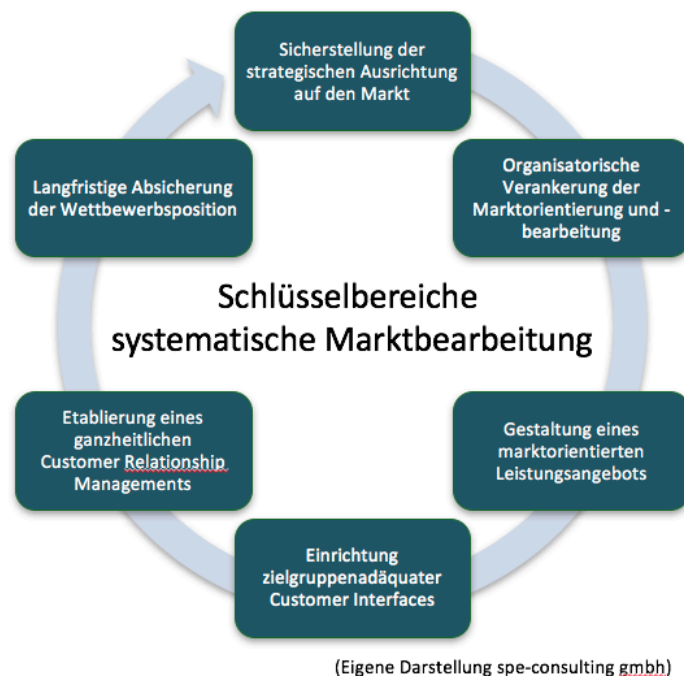 Sicherstellung der
strategischen Ausrichtung
auf den Markt
Organisatorische
Verankerung der
Marktorientierung und -
bearbeitung
Gestaltung eines
marktorientierten
Leistungsangebots
Einrichtung
zielgruppenadäquater
Customer Interfaces
Etablierung eines
ganzheitlichen
Customer Relationship
Managements
Langfristige Absicherung
der Wettbewerbsposition
Schlüsselbereiche
systematische Marktbearbeitung
(Eigene Darstellung spe-consulting gmbh)